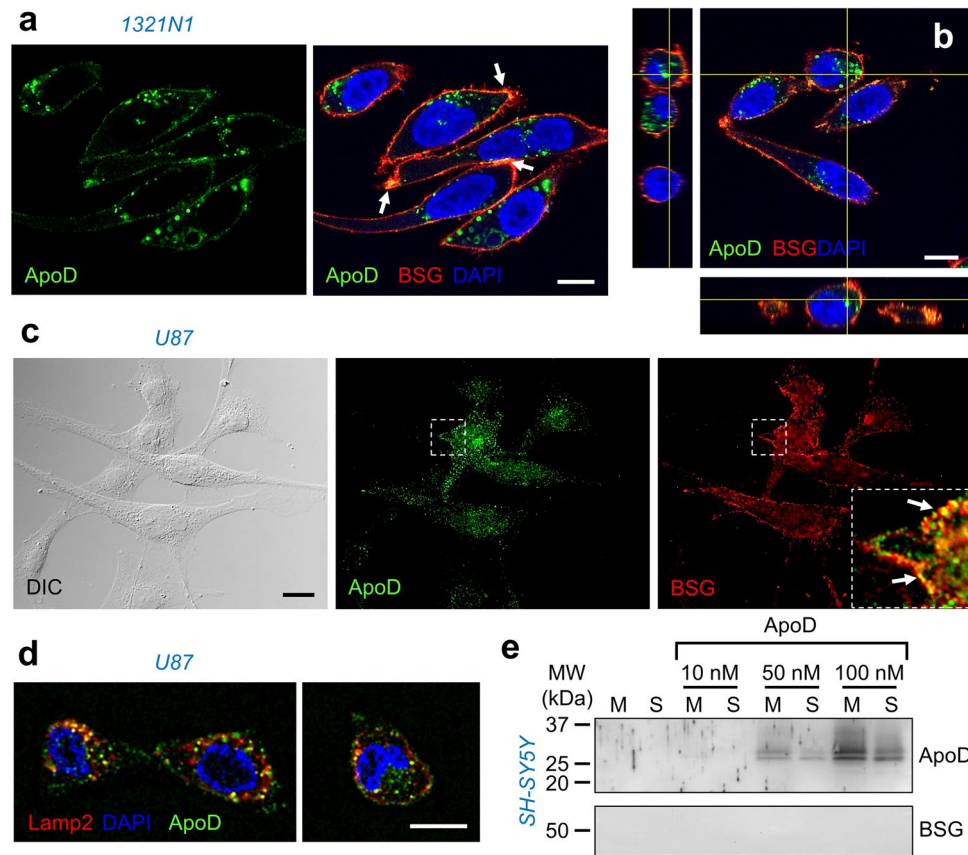 a
1321N1
ApoD
ApoD BSG DAPI
b
ApoD BSGDAPI
c
U87
DIC
ApoD
BSG
d
U87
Lamp2 DAPI ApoD
e
ApoD
MW (kDa)
10 nM 50 nM 100 nM
M S M S M S M S
SH-SY5Y
37
25
20
ApoD
50
BSG